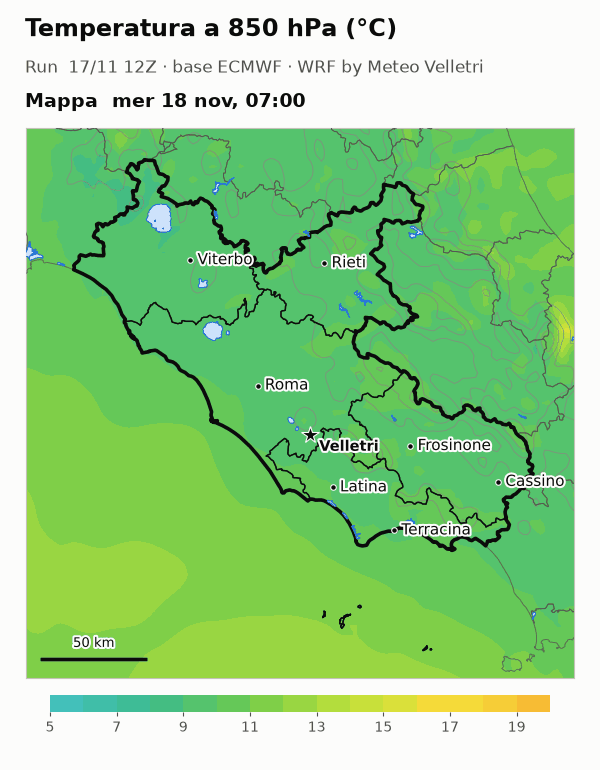 Temperatura a 850 hPa (°C)
Run  17/11 12Z · base ECMWF · WRF by Meteo Velletri
Mappa  mer 18 nov, 07:00
Viterbo
Rieti
Roma
Velletri
Frosinone
Latina
Cassino
Terracina
50 km
5 7 9 11 13 15 17 19